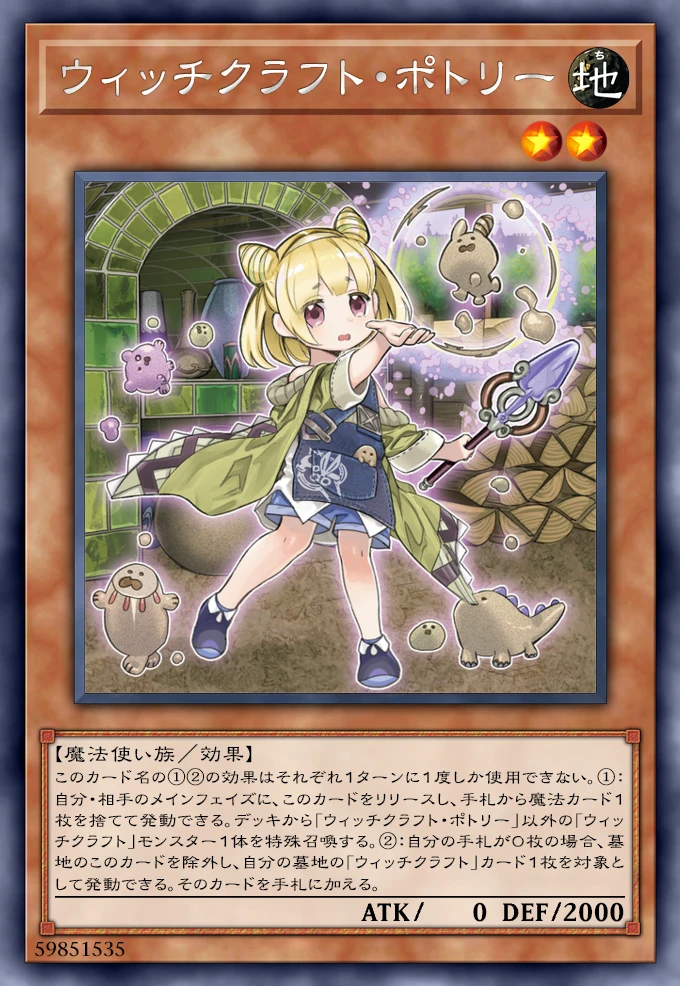 ウィッチクラフト・ポトリー
地
ち
【魔法使い族／効果】
このカード名の①②の効果はそれぞれ１ターンに１度しか使用できない。①：
自分・相手のメインフェイズに、このカードをリリースし、手札から魔法カード１
枚を捨てて発動できる。デッキから「ウィッチクラフト・ポトリー」以外の「ウィッ
チクラフト」モンスター１体を特殊召喚する。②：自分の手札が０枚の場合、墓
地のこのカードを除外し、自分の墓地の「ウィッチクラフト」カード１枚を対象と
して発動できる。そのカードを手札に加える。
ATK/ 0 DEF/2000
59851535